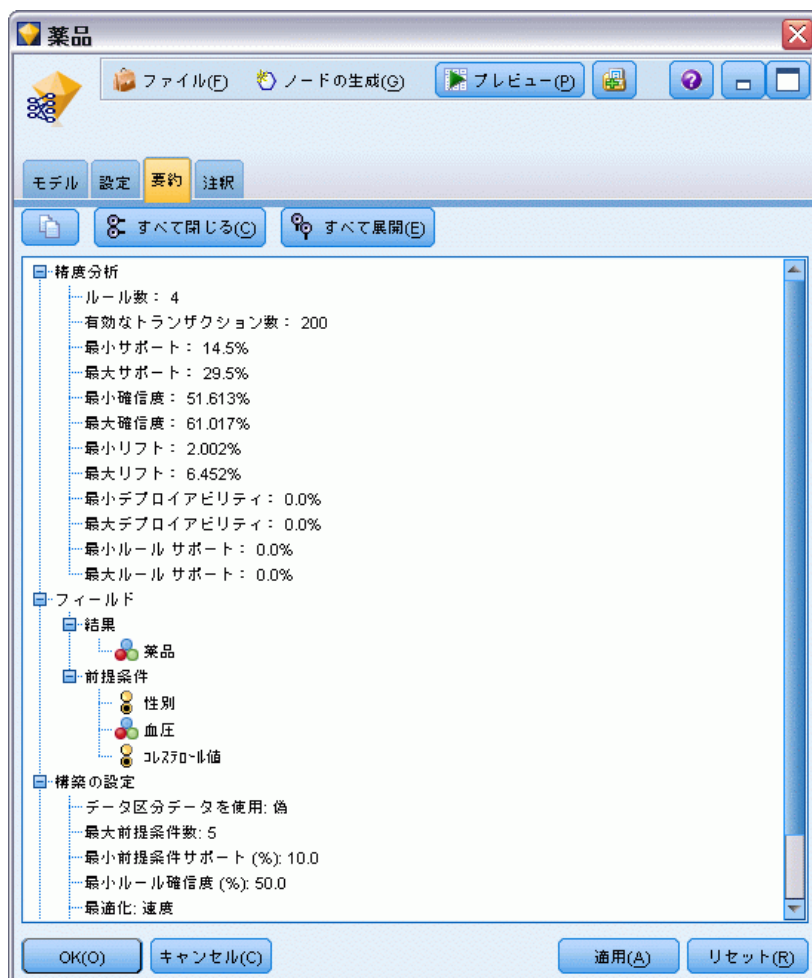 薬品
ファイル(F) ノードの生成(G) プレビュー(P)
モデル 設定 要約 注釈
すべて閉じる(C) すべて展開(E)
精度分析
ルール数： 4
有効なトランザクション数： 200
最小サポート： 14.5%
最大サポート： 29.5%
最小確信度： 51.613%
最大確信度： 61.017%
最小リフト： 2.002%
最大リフト： 6.452%
最小デプロイアビリティ： 0.0%
最大デプロイアビリティ： 0.0%
最小ルール サポート： 0.0%
最大ルール サポート： 0.0%
フィールド
結果
薬品
前提条件
性別
血圧
ｺﾚｽﾃﾛｰﾙ値
構築の設定
データ区分データを使用: 偽
最大前提条件数: 5
最小前提条件サポート (%): 10.0
最小ルール確信度 (%): 50.0
最適化: 速度
OK(O) キャンセル(C) 適用(A) リセット(R)